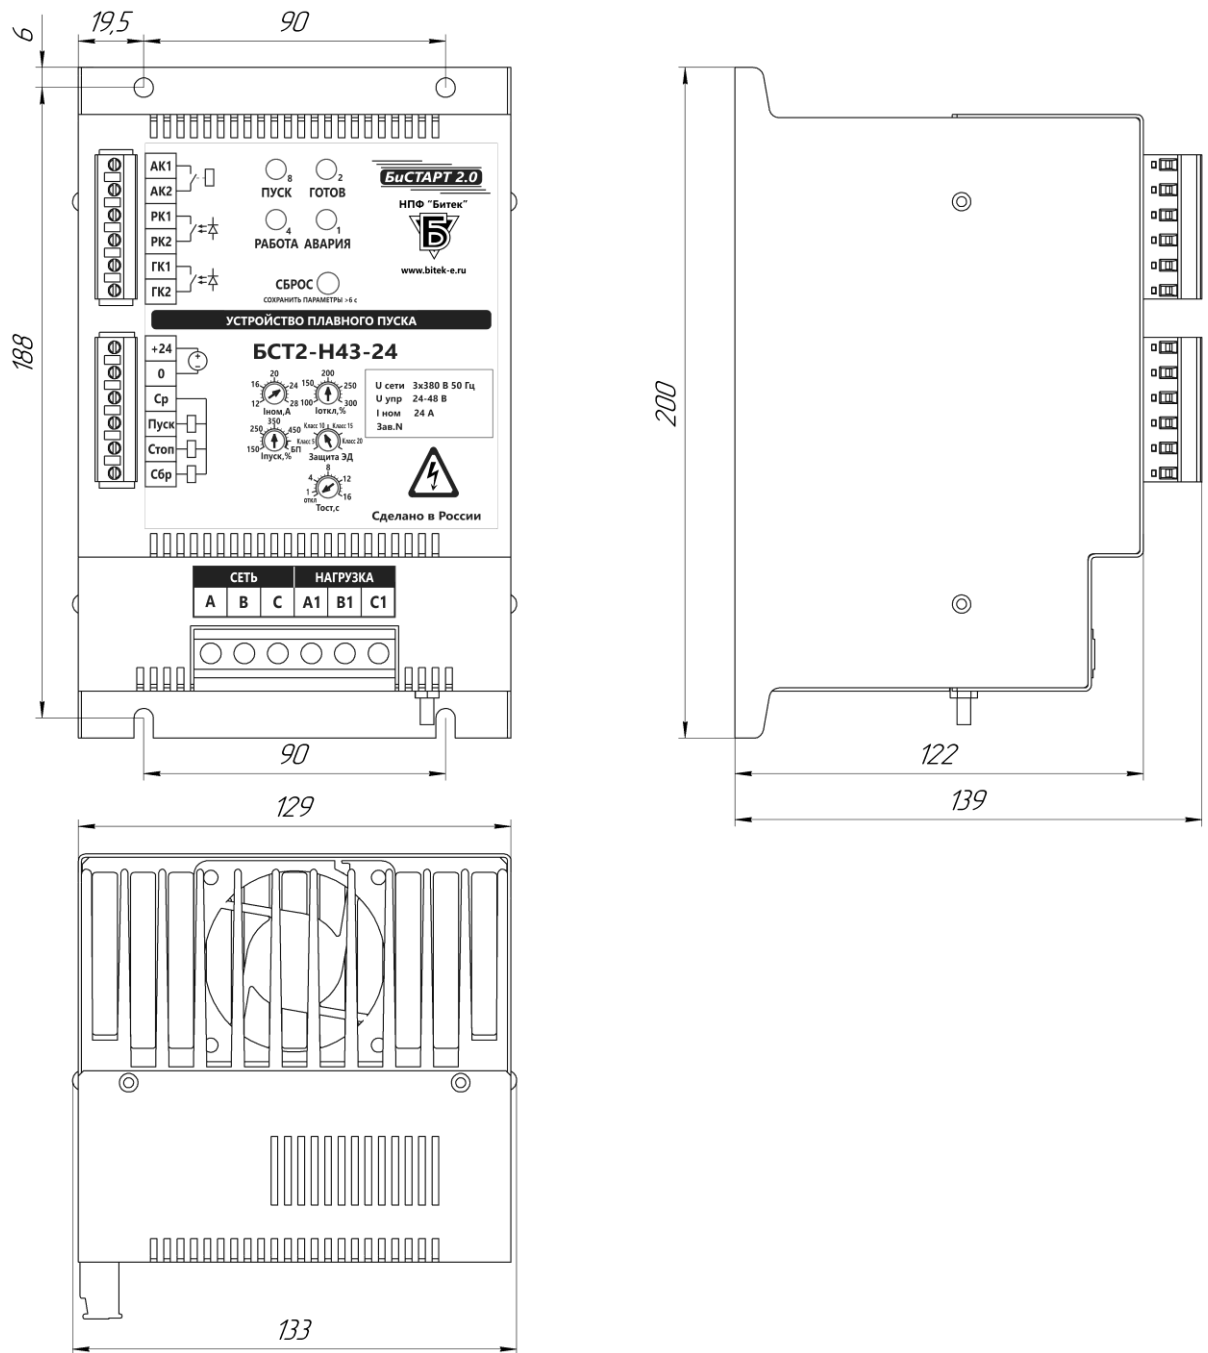 19,5
90
6
188
АК1
АК2
РК1
РК2
ГК1
ГК2
8
ПУСК
2
ГОТОВ
4
РАБОТА
1
АВАРИЯ
СБРОС
СОХРАНИТЬ ПАРАМЕТРЫ >6 с
БиСТАРТ 2.0
НПФ “Битек”
Б
www.bitek-e.ru
УСТРОЙСТВО ПЛАВНОГО ПУСКА
БСТ2-Н43-24
+24
0
Ср
Пуск
Стоп
Сбр
12
16
20
24
28
Iном,А
100
150
200
250
300
Iоткл,%
150
250
350
450
БП
Iпуск,%
Класс 5
Класс 10
Класс 15
Класс 20
Защита ЭД
откл
1
4
8
12
16
Тост,с
U сети 3x380 В 50 Гц
U упр 24-48 В
I ном 24 А
Зав.N
Сделано в России
СЕТЬ НАГРУЗКА
A B C A1 B1 C1
90
200
122
139
129
133